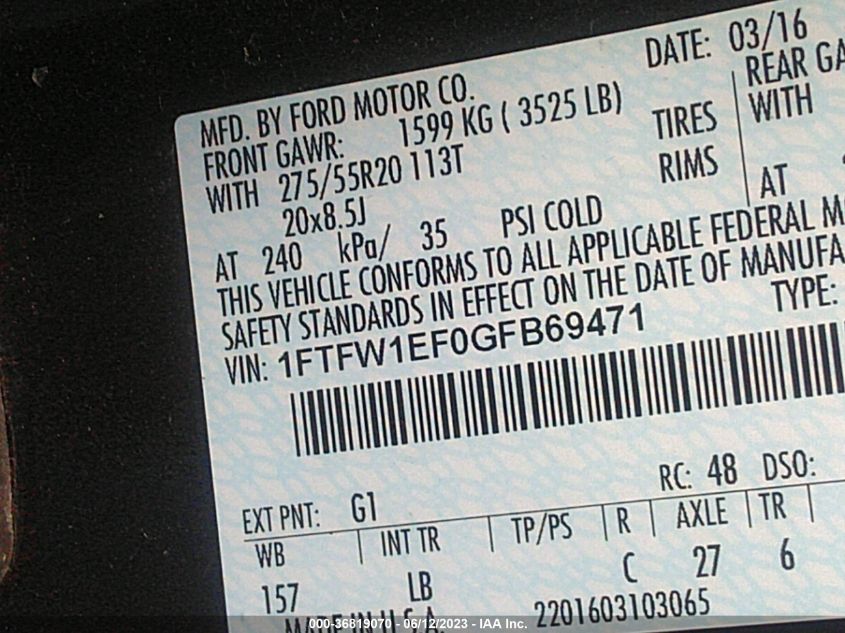 DATE: 03/16
MFD. BY FORD MOTOR CO.
FRONT GAWR: 1599 KG ( 3525 LB)
REAR
WITH 275/55R20 113T TIRES
WITH
20x8.5J RIMS
AT 240 kPa/ 35 PSI COLD
AT
THIS VEHICLE CONFORMS TO ALL APPLICABLE FEDERAL
SAFETY STANDARDS IN EFFECT ON THE DATE OF
VIN: 1FTFW1EF0GFB69471
TYPE:
EXT PNT: G1 RC: 48 DSO:
WB INT TR TP/PS R AXLE TR
157 LB C 27 6
MADE IN U.S.A. 2201603103065
000-36819070 - 06/12/2023 - IAA Inc.